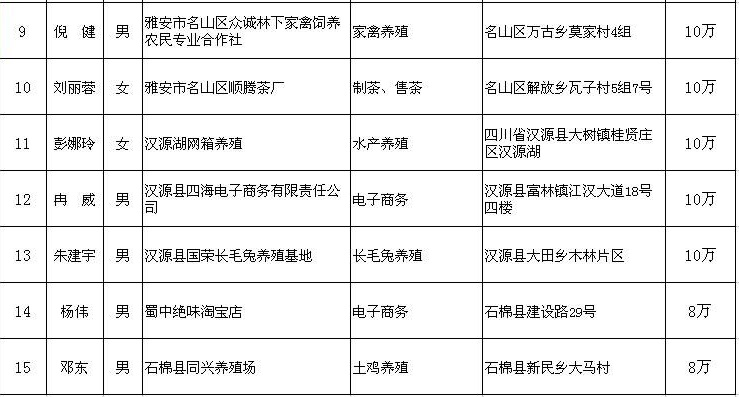 9 倪 健 男 雅安市名山区众诚林下家禽饲养农民专业合作社 家禽养殖 名山区万古乡莫家村4组 10万
10 刘丽蓉 女 雅安市名山区顺腾茶厂 制茶、售茶 名山区解放乡瓦子村5组7号 10万
11 彭娜玲 女 汉源湖网箱养殖 水产养殖 四川省汉源县大树镇桂贤庄区汉源湖 10万
12 冉 威 男 汉源县四海电子商务有限责任公司 电子商务 汉源县富林镇江汉大道18号四楼 10万
13 朱建宇 男 汉源县国荣长毛兔养殖基地 长毛兔养殖 汉源县大田乡木林片区 10万
14 杨伟 男 蜀中绝味淘宝店 电子商务 石棉县建设路29号 8万
15 邓东 男 石棉县同兴养殖场 土鸡养殖 石棉县新民乡大马村 8万